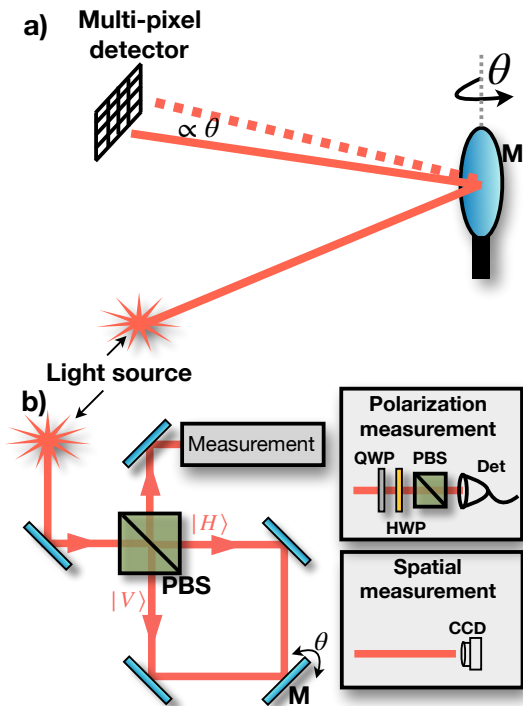 a)
Multi-pixel
detector
θ
∝ θ
M
Light source
b)
Measurement
|H⟩
PBS
|V⟩
θ
M
Polarization
measurement
QWP
PBS
Det
HWP
Spatial
measurement
CCD